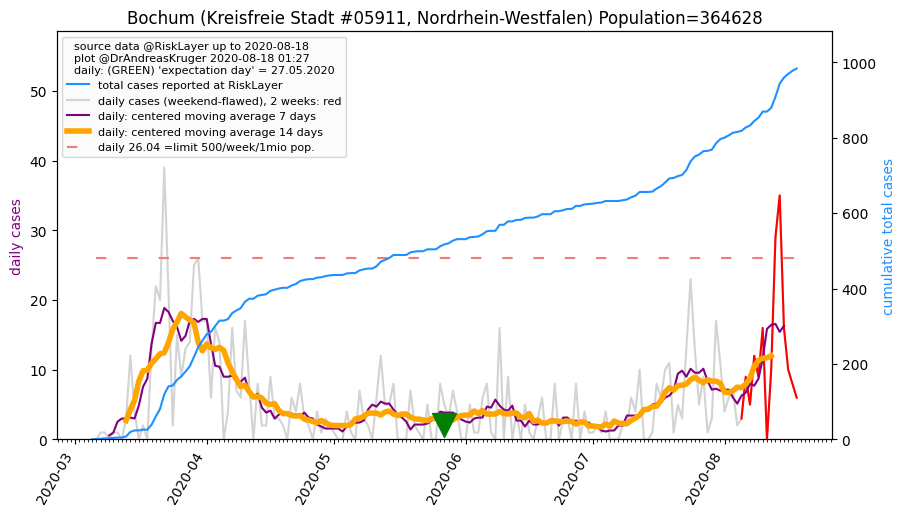 Bochum (Kreisfreie Stadt #05911, Nordrhein-Westfalen) Population=364628
source data @RiskLayer up to 2020-08-18
plot @DrAndreasKruger 2020-08-18 01:27
daily: (GREEN) 'expectation day' = 27.05.2020
total cases reported at RiskLayer
daily cases (weekend-flawed), 2 weeks: red
daily: centered moving average 7 days
daily: centered moving average 14 days
daily 26.04 =limit 500/week/1mio pop.
daily cases
50
40
30
20
10
0
cumulative total cases
1000
800
600
400
200
0
2020-03
2020-04
2020-05
2020-06
2020-07
2020-08